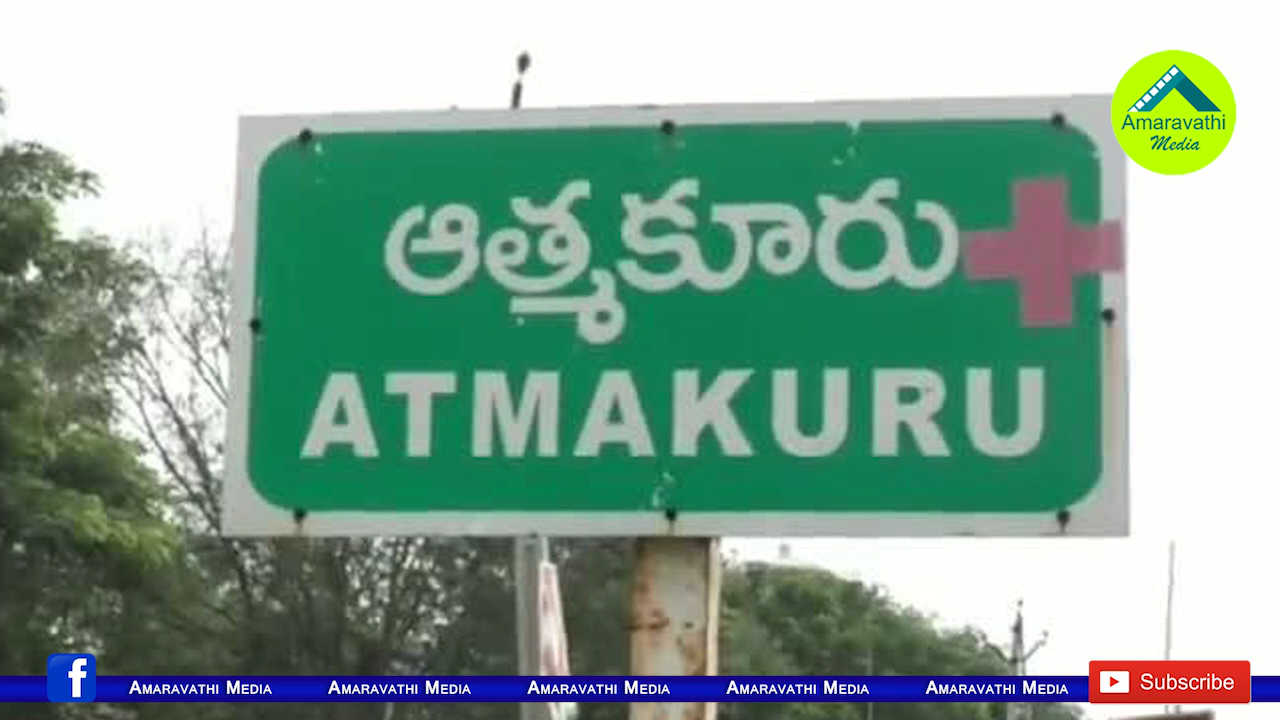 Amaravathi
Media
ఆత్మకూరు
ATMAKURU
Amaravathi Media Amaravathi Media Amaravathi Media Amaravathi Media Amaravathi Media
Subscribe